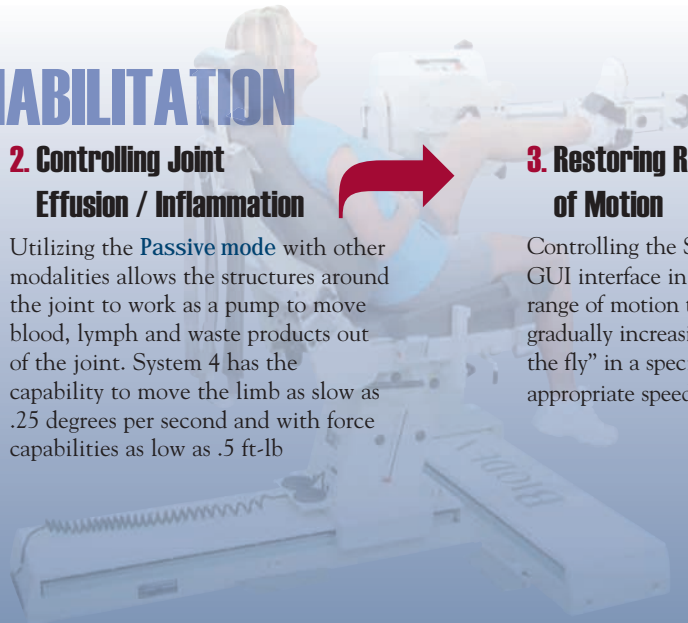 HABILITATION
2. Controlling Joint
Effusion / Inflammation
Utilizing the Passive mode with other
modalities allows the structures around
the joint to work as a pump to move
blood, lymph and waste products out
of the joint. System 4 has the
capability to move the limb as slow as
.25 degrees per second and with force
capabilities as low as .5 ft-lb
3. Restoring R
of Motion
Controlling the S
GUI interface in
range of motion t
gradually increasi
the fly” in a spec
appropriate speed
BIODEX